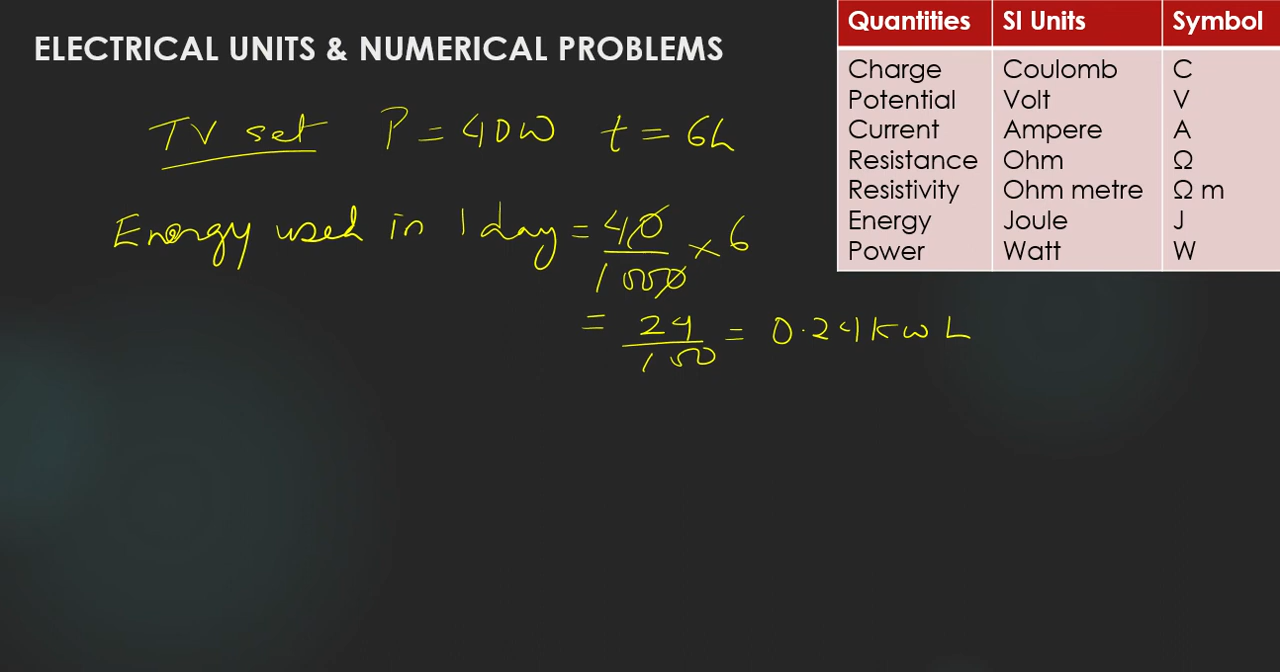 ELECTRICAL UNITS & NUMERICAL PROBLEMS
Quantities SI Units Symbol
Charge Coulomb C
Potential Volt V
Current Ampere A
Resistance Ohm Ω
Resistivity Ohm metre Ω m
Energy Joule J
Power Watt W
TV set P = 40W t = 6h
Energy used in 1 day = 40/1000 × 6
= 24/100 = 0.24 KWh